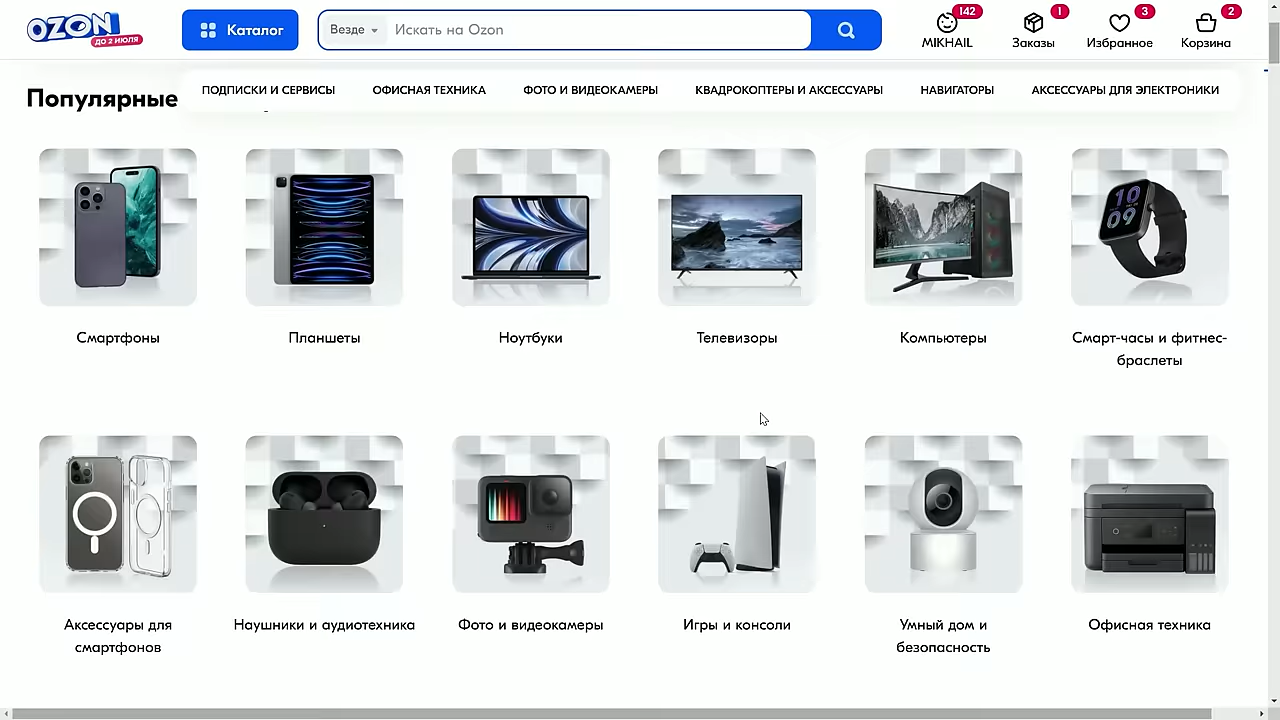 OZON
ДО 2 ИЮЛЯ
Каталог
Везде
Искать на Ozon
142
1
3
2
MIKHAIL
Заказы
Избранное
Корзина
Популярные
ПОДПИСКИ И СЕРВИСЫ
ОФИСНАЯ ТЕХНИКА
ФОТО И ВИДЕОКАМЕРЫ
КВАДРОКОПТЕРЫ И АКСЕССУАРЫ
НАВИГАТОРЫ
АКСЕССУАРЫ ДЛЯ ЭЛЕКТРОНИКИ
10
09
Смартфоны
Планшеты
Ноутбуки
Телевизоры
Компьютеры
Смарт-часы и фитнес-
браслеты
Аксессуары для
смартфонов
Наушники и аудиотехника
Фото и видеокамеры
Игры и консоли
Умный дом и
безопасность
Офисная техника